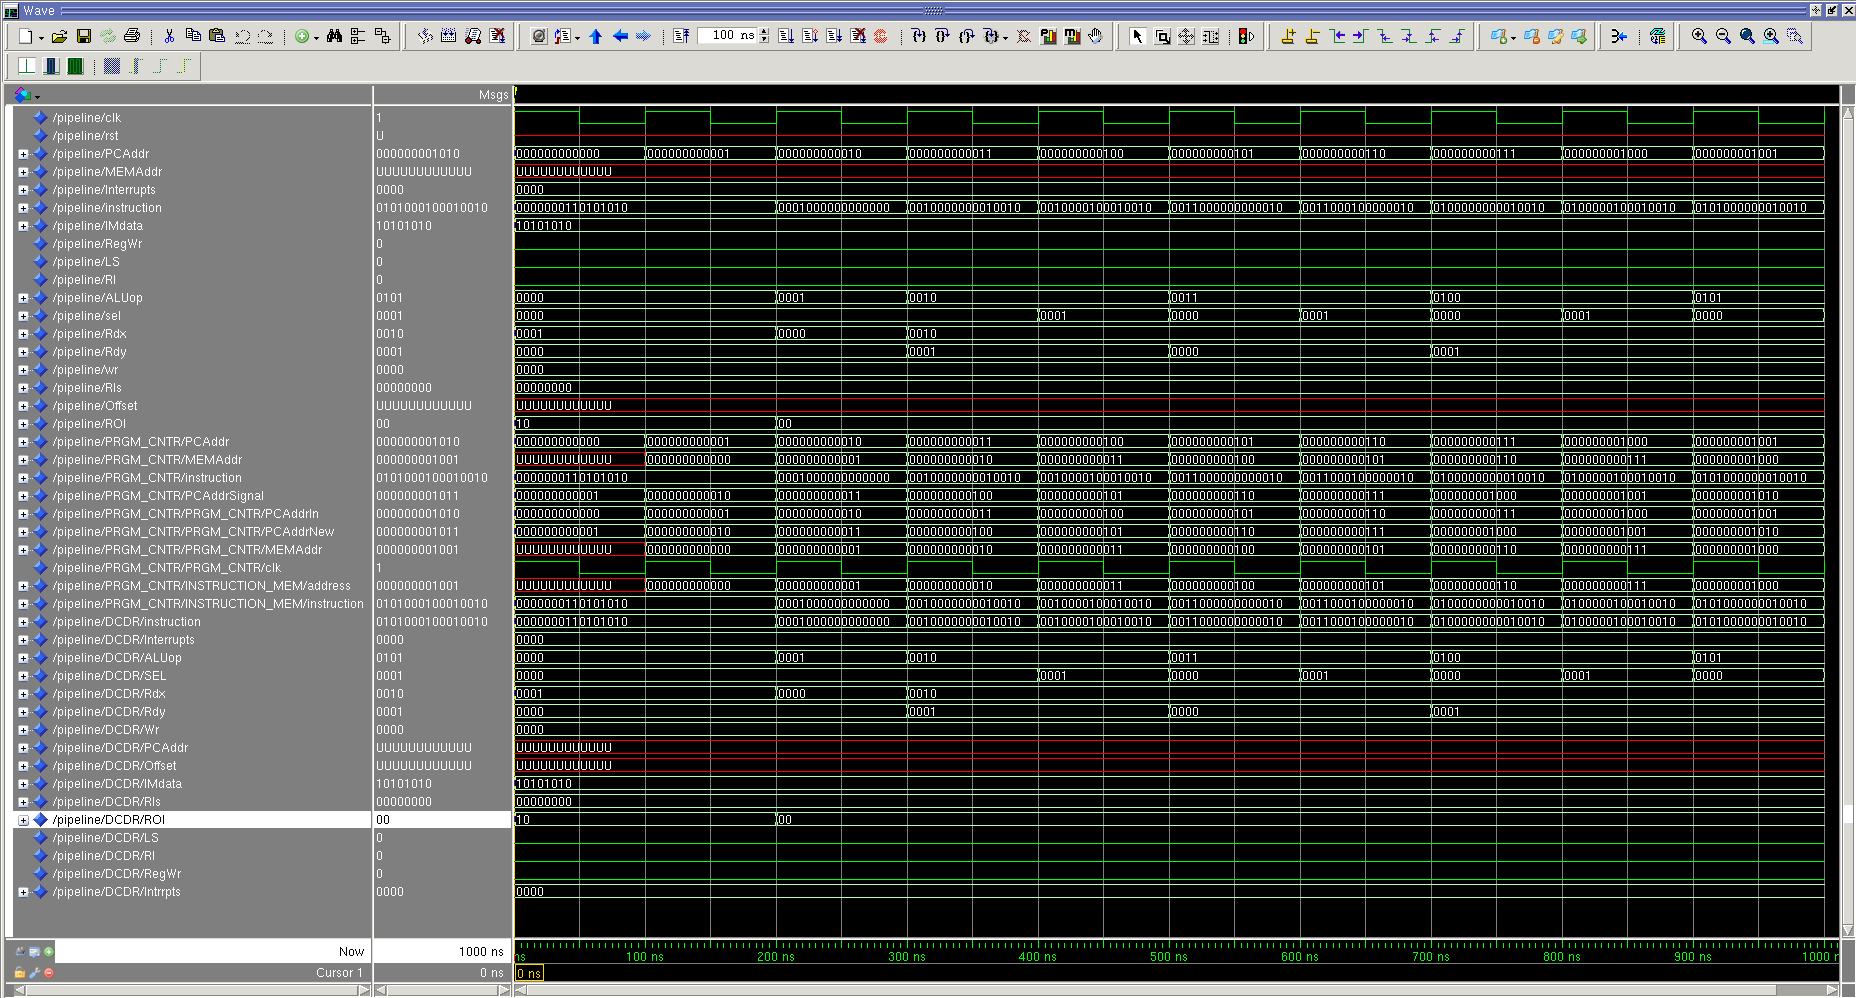 Wave
100 ns
Msgs
/pipeline/clk 1
/pipeline/rst U
/pipeline/PCAddr 000000001010 000000000000 000000000001 000000000010 000000000011 000000000100 000000000101 000000000110 000000000111 000000001000 000000001001
/pipeline/MEMAddr UUUUUUUUUUUU UUUUUUUUUUUU
/pipeline/Interrupts 0000 0000
/pipeline/instruction 0101000100010010 0000000110101010 0001000000000000 0010000000010010 0010000100010010 0011000000000010 0011000100000010 0100000000010010 0100000100010010 0101000000010010
/pipeline/IMdata 10101010 10101010
/pipeline/RegWr 0
/pipeline/LS 0
/pipeline/RI 0
/pipeline/ALUop 0101 0000 0001 0010 0011 0100 0101
/pipeline/sel 0001 0000 0001 0000 0001 0000 0001 0000
/pipeline/Rdx 0010 0001 0000 0010
/pipeline/Rdy 0001 0000 0001 0000 0001
/pipeline/wr 0000 0000
/pipeline/RIs 00000000 00000000
/pipeline/Offset UUUUUUUUUUUU UUUUUUUUUUUU
/pipeline/ROI 00 10 00
/pipeline/PRGM_CNTR/PCAddr 000000001010 000000000000 000000000001 000000000010 000000000011 000000000100 000000000101 000000000110 000000000111 000000001000 000000001001
/pipeline/PRGM_CNTR/MEMAddr 000000001001 UUUUUUUUUUUU 000000000000 000000000001 000000000010 000000000011 000000000100 000000000101 000000000110 000000000111 000000001000
/pipeline/PRGM_CNTR/instruction 0101000100010010 0000000110101010 0001000000000000 0010000000010010 0010000100010010 0011000000000010 0011000100000010 0100000000010010 0100000100010010 0101000000010010
/pipeline/PRGM_CNTR/PCAddrSignal 000000001011 000000000001 000000000010 000000000011 000000000100 000000000101 000000000110 000000000111 000000001000 000000001001 000000001010
/pipeline/PRGM_CNTR/PRGM_CNTR/PCAddrIn 000000001010 000000000000 000000000001 000000000010 000000000011 000000000100 000000000101 000000000110 000000000111 000000001000 000000001001
/pipeline/PRGM_CNTR/PRGM_CNTR/PCAddrNew 000000001011 000000000001 000000000010 000000000011 000000000100 000000000101 000000000110 000000000111 000000001000 000000001001 000000001010
/pipeline/PRGM_CNTR/PRGM_CNTR/MEMAddr 000000001001 UUUUUUUUUUUU 000000000000 000000000001 000000000010 000000000011 000000000100 000000000101 000000000110 000000000111 000000001000
/pipeline/PRGM_CNTR/PRGM_CNTR/clk 1
/pipeline/PRGM_CNTR/INSTRUCTION_MEM/address 000000001001 UUUUUUUUUUUU 000000000000 000000000001 000000000010 000000000011 000000000100 000000000101 000000000110 000000000111 000000001000
/pipeline/PRGM_CNTR/INSTRUCTION_MEM/instruction 0101000100010010 0000000110101010 0001000000000000 0010000000010010 0010000100010010 0011000000000010 0011000100000010 0100000000010010 0100000100010010 0101000000010010
/pipeline/DCDR/instruction 0101000100010010 0000000110101010 0001000000000000 0010000000010010 0010000100010010 0011000000000010 0011000100000010 0100000000010010 0100000100010010 0101000000010010
/pipeline/DCDR/Interrupts 0000 0000
/pipeline/DCDR/ALUop 0101 0000 0001 0010 0011 0100 0101
/pipeline/DCDR/SEL 0001 0000 0001 0000 0001 0000 0001 0000
/pipeline/DCDR/Rdx 0010 0001 0000 0010
/pipeline/DCDR/Rdy 0001 0000 0001 0000 0001
/pipeline/DCDR/Wr 0000 0000
/pipeline/DCDR/PCAddr UUUUUUUUUUUU UUUUUUUUUUUU
/pipeline/DCDR/Offset UUUUUUUUUUUU UUUUUUUUUUUU
/pipeline/DCDR/IMdata 10101010 10101010
/pipeline/DCDR/RIs 00000000 00000000
/pipeline/DCDR/ROI 00 10 00
/pipeline/DCDR/LS 0
/pipeline/DCDR/RI 0
/pipeline/DCDR/RegWr 0
/pipeline/DCDR/Intrrpts 0000 0000
Now 1000 ns ns 100 ns 200 ns 300 ns 400 ns 500 ns 600 ns 700 ns 800 ns 900 ns 1000 n
Cursor 1 0 ns 0 ns